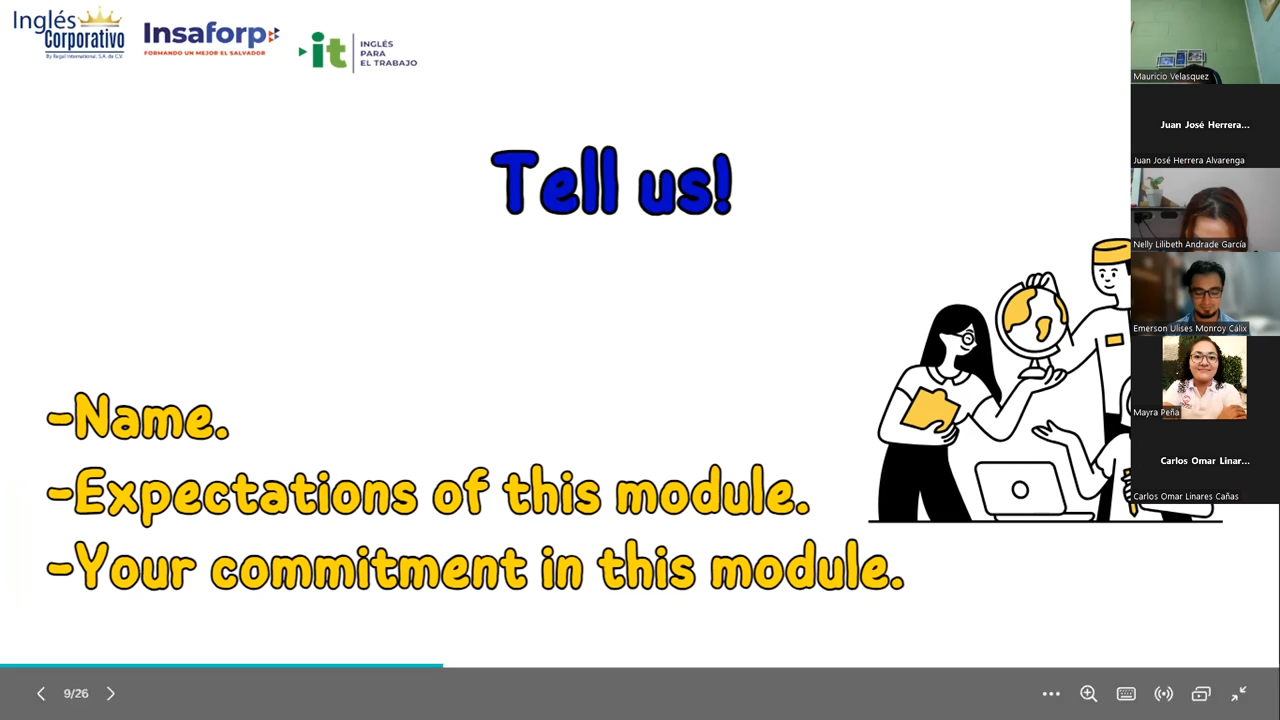 Inglés
Corporativo
By Regal International, S.A. de C.V.
Insaforp
FORMANDO UN MEJOR EL SALVADOR
it
INGLÉS
PARA
EL TRABAJO
Tell us!
-Name.
-Expectations of this module.
-Your commitment in this module.
Mauricio Velasquez
Juan José Herrera...
Juan José Herrera Alvarenga
Nelly Lilibeth Andrade García
Emerson Ulises Monroy Cálix
Mayra Peña
Carlos Omar Linar...
Carlos Omar Linares Cañas
9/26